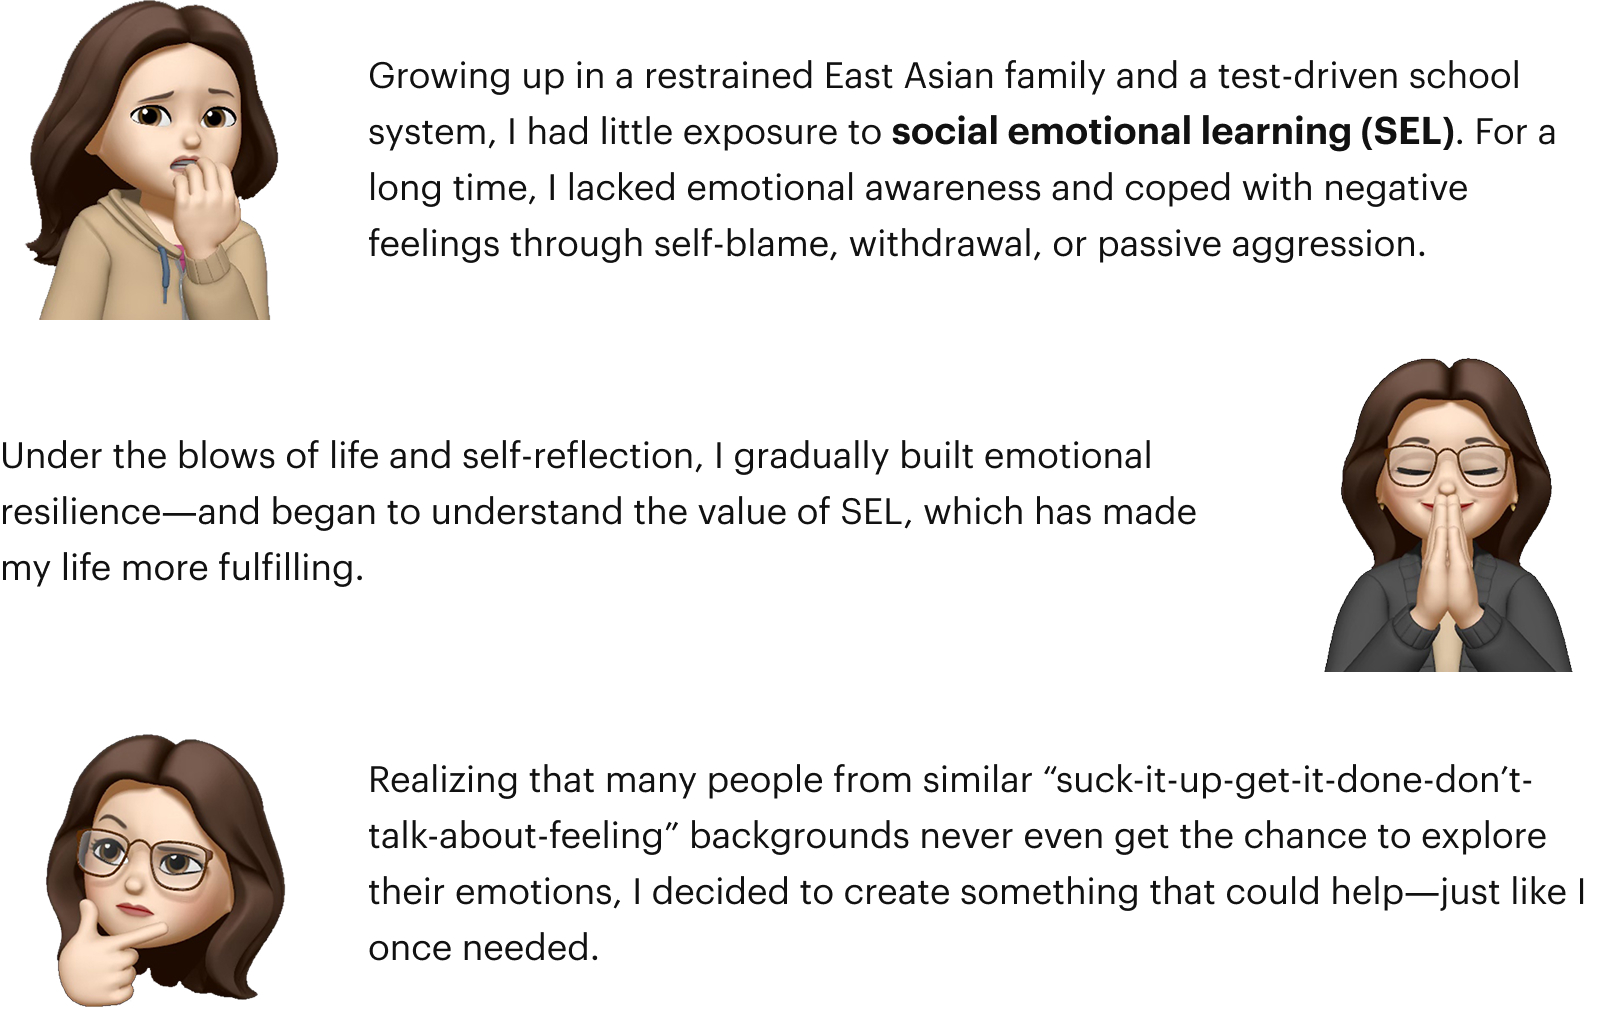 Growing up in a restrained East Asian family and a test-driven school
system, I had little exposure to social emotional learning (SEL). For a
long time, I lacked emotional awareness and coped with negative
feelings through self-blame, withdrawal, or passive aggression.
Under the blows of life and self-reflection, I gradually built emotional
resilience—and began to understand the value of SEL, which has made
my life more fulfilling.
Realizing that many people from similar “suck-it-up-get-it-done-don’t-
talk-about-feeling” backgrounds never even get the chance to explore
their emotions, I decided to create something that could help—just like I
once needed.